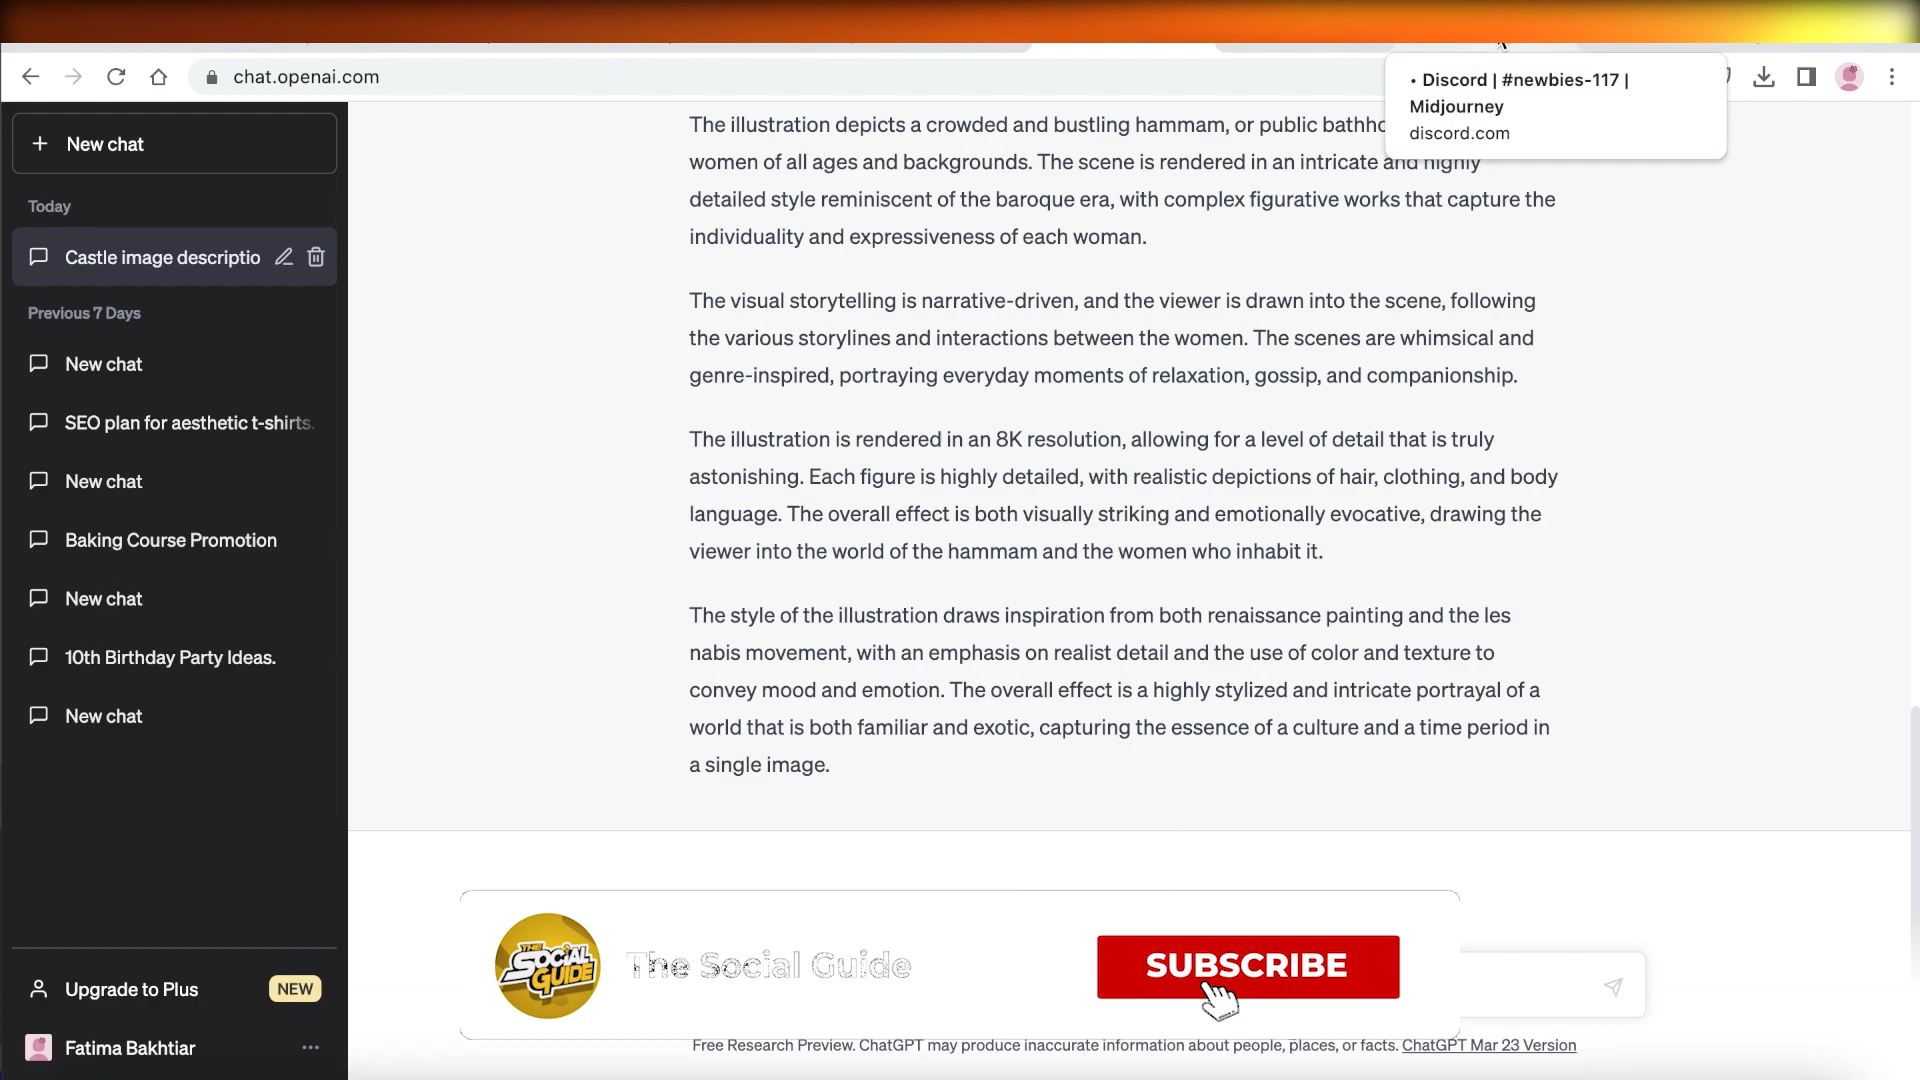 chat.openai.com
• Discord | #newbies-117 |
Midjourney
discord.com
New chat
Today
Castle image descriptio
Previous 7 Days
New chat
SEO plan for aesthetic t-shirts.
New chat
Baking Course Promotion
New chat
10th Birthday Party Ideas.
New chat
Upgrade to Plus
NEW
Fatima Bakhtiar
The illustration depicts a crowded and bustling hammam, or public
women of all ages and backgrounds. The scene is rendered in an intricate and highly
detailed style reminiscent of the baroque era, with complex figurative works that capture the
individuality and expressiveness of each woman.
The visual storytelling is narrative-driven, and the viewer is drawn into the scene, following
the various storylines and interactions between the women. The scenes are whimsical and
genre-inspired, portraying everyday moments of relaxation, gossip, and companionship.
The illustration is rendered in an 8K resolution, allowing for a level of detail that is truly
astonishing. Each figure is highly detailed, with realistic depictions of hair, clothing, and body
language. The overall effect is both visually striking and emotionally evocative, drawing the
viewer into the world of the hammam and the women who inhabit it.
The style of the illustration draws inspiration from both renaissance painting and the les
nabis movement, with an emphasis on realist detail and the use of color and texture to
convey mood and emotion. The overall effect is a highly stylized and intricate portrayal of a
world that is both familiar and exotic, capturing the essence of a culture and a time period in
a single image.
THE
SOCIAL
GUIDE
The Social Guide
SUBSCRIBE
Free Research Preview. ChatGPT may produce inaccurate information about people, places, or facts. ChatGPT Mar 23 Version